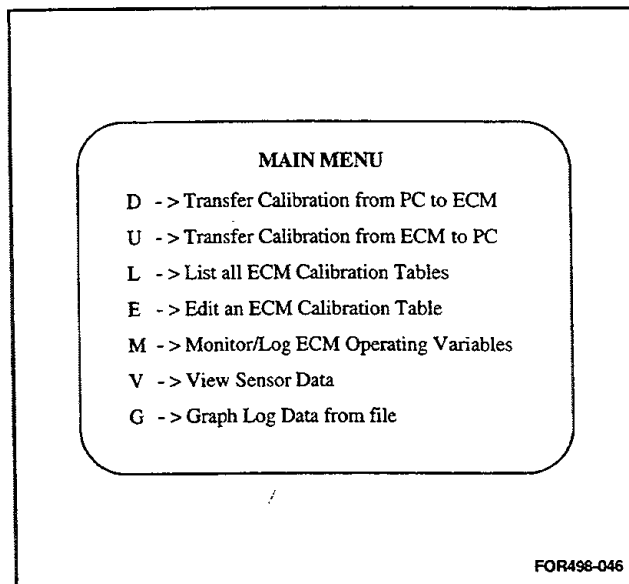 MAIN MENU
D - > Transfer Calibration from PC to ECM
U - > Transfer Calibration from ECM to PC
L - > List all ECM Calibration Tables
E - > Edit an ECM Calibration Table
M - > Monitor/Log ECM Operating Variables
V - > View Sensor Data
G - > Graph Log Data from file
FOR498-046